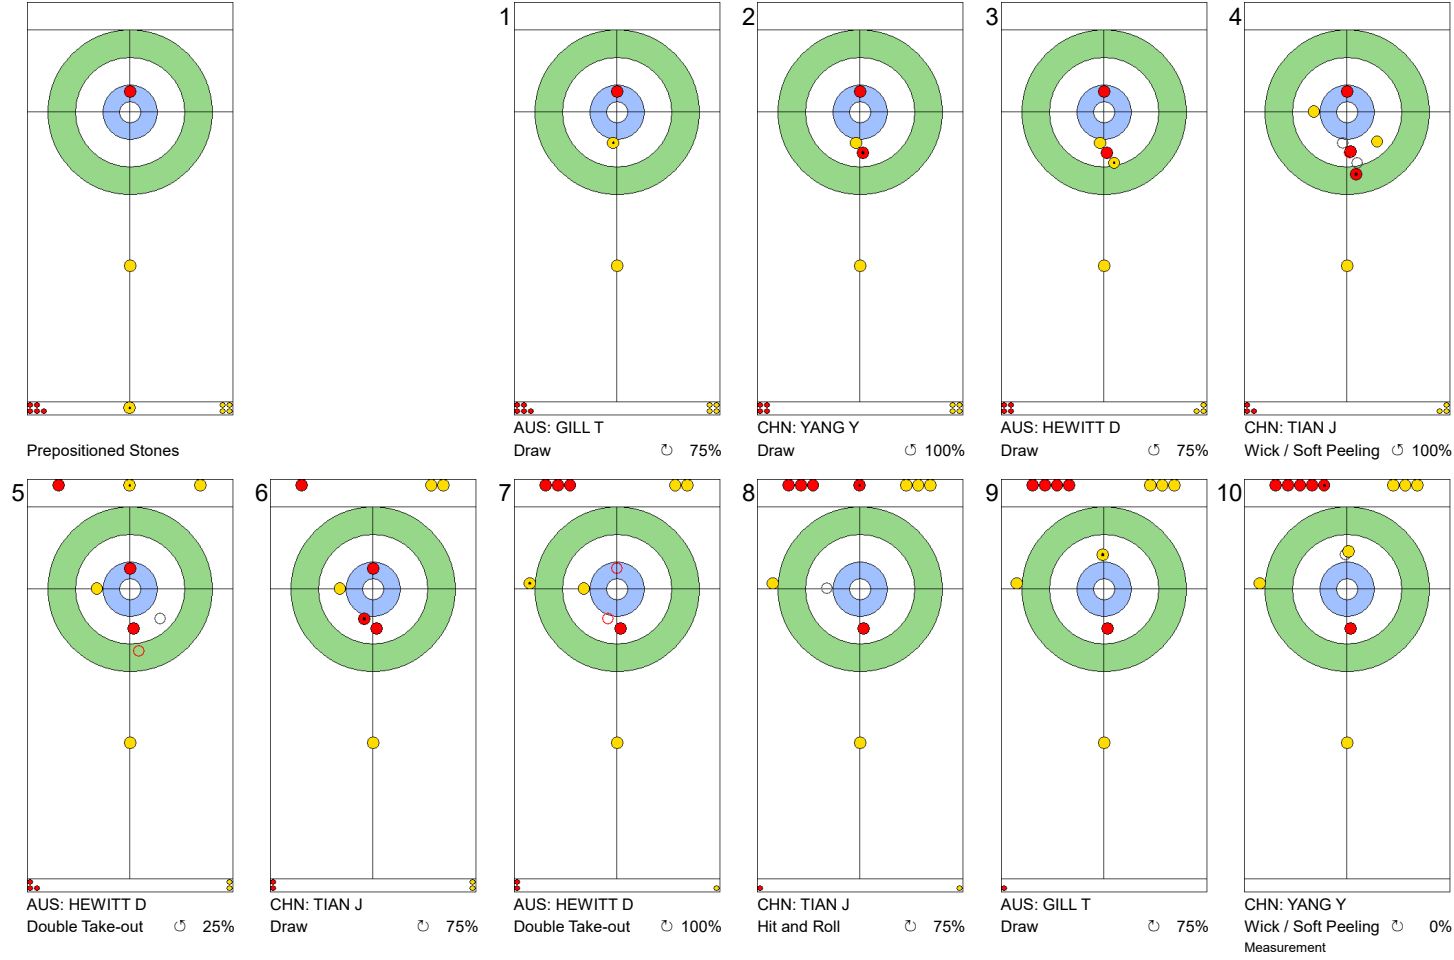 1
2
3
4
Prepositioned Stones
AUS: GILL T
Draw 75%
CHN: YANG Y
Draw 100%
AUS: HEWITT D
Draw 75%
CHN: TIAN J
Wick / Soft Peeling 100%
5
6
7
8
9
10
AUS: HEWITT D
Double Take-out 25%
CHN: TIAN J
Draw 75%
AUS: HEWITT D
Double Take-out 100%
CHN: TIAN J
Hit and Roll 75%
AUS: GILL T
Draw 75%
CHN: YANG Y
Wick / Soft Peeling 0%
Measurement